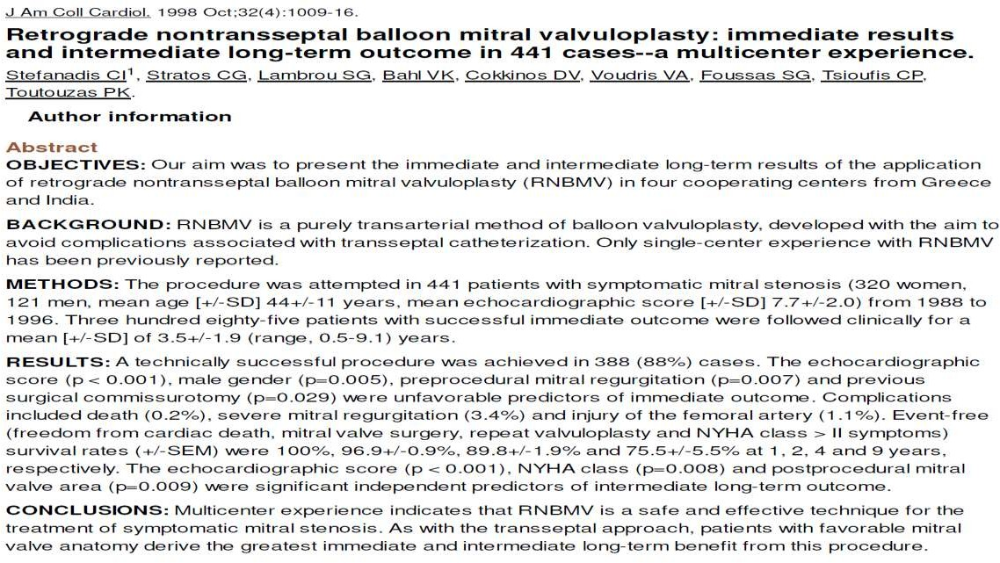 J Am Coll Cardiol. 1998 Oct;32(4):1009-16.
Retrograde nontransseptal balloon mitral valvuloplasty: immediate results
and intermediate long-term outcome in 441 cases--a multicenter experience.
Stefanadis CI1, Stratos CG, Lambrou SG, Bahl VK, Cokkinos DV, Voudris VA, Foussas SG, Tsioufis CP,
Toutouzas PK.
Author information
Abstract
OBJECTIVES: Our aim was to present the immediate and intermediate long-term results of the application
of retrograde nontransseptal balloon mitral valvuloplasty (RNBMV) in four cooperating centers from Greece
and India.
BACKGROUND: RNBMV is a purely transarterial method of balloon valvuloplasty, developed with the aim to
avoid complications associated with transseptal catheterization. Only single-center experience with RNBMV
has been previously reported.
METHODS: The procedure was attempted in 441 patients with symptomatic mitral stenosis (320 women,
121 men, mean age [+/-SD] 44+/-11 years, mean echocardiographic score [+/-SD] 7.7+/-2.0) from 1988 to
1996. Three hundred eighty-five patients with successful immediate outcome were followed clinically for a
mean [+/-SD] of 3.5+/-1.9 (range, 0.5-9.1) years.
RESULTS: A technically successful procedure was achieved in 388 (88%) cases. The echocardiographic
score (p < 0.001), male gender (p=0.005), preprocedural mitral regurgitation (p=0.007) and previous
surgical commissurotomy (p=0.029) were unfavorable predictors of immediate outcome. Complications
included death (0.2%), severe mitral regurgitation (3.4%) and injury of the femoral artery (1.1%). Event-free
(freedom from cardiac death, mitral valve surgery, repeat valvuloplasty and NYHA class > II symptoms)
survival rates (+/-SEM) were 100%, 96.9+/-0.9%, 89.8+/-1.9% and 75.5+/-5.5% at 1, 2, 4 and 9 years,
respectively. The echocardiographic score (p < 0.001), NYHA class (p=0.008) and postprocedural mitral
valve area (p=0.009) were significant independent predictors of intermediate long-term outcome.
CONCLUSIONS: Multicenter experience indicates that RNBMV is a safe and effective technique for the
treatment of symptomatic mitral stenosis. As with the transseptal approach, patients with favorable mitral
valve anatomy derive the greatest immediate and intermediate long-term benefit from this procedure.